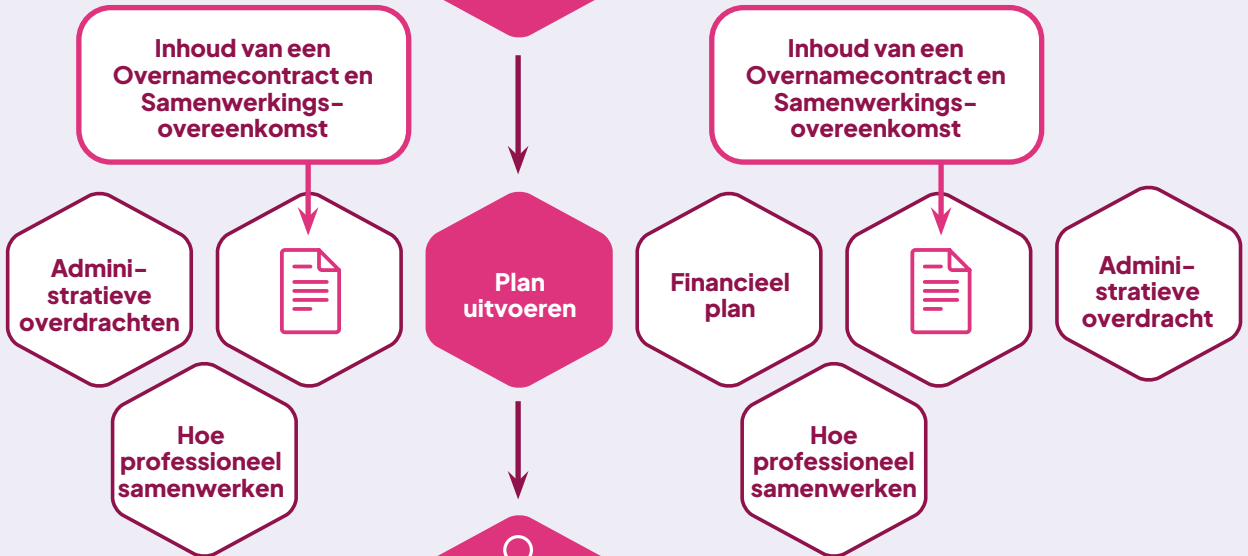 Inhoud van een
Overnamecontract en
Samenwerkings-
overeenkomst
Inhoud van een
Overnamecontract en
Samenwerkings-
overeenkomst
Admini-
stratieve
overdrachten
Plan
uitvoeren
Financieel
plan
Admini-
stratieve
overdracht
Hoe
professioneel
samenwerken
Hoe
professioneel
samenwerken